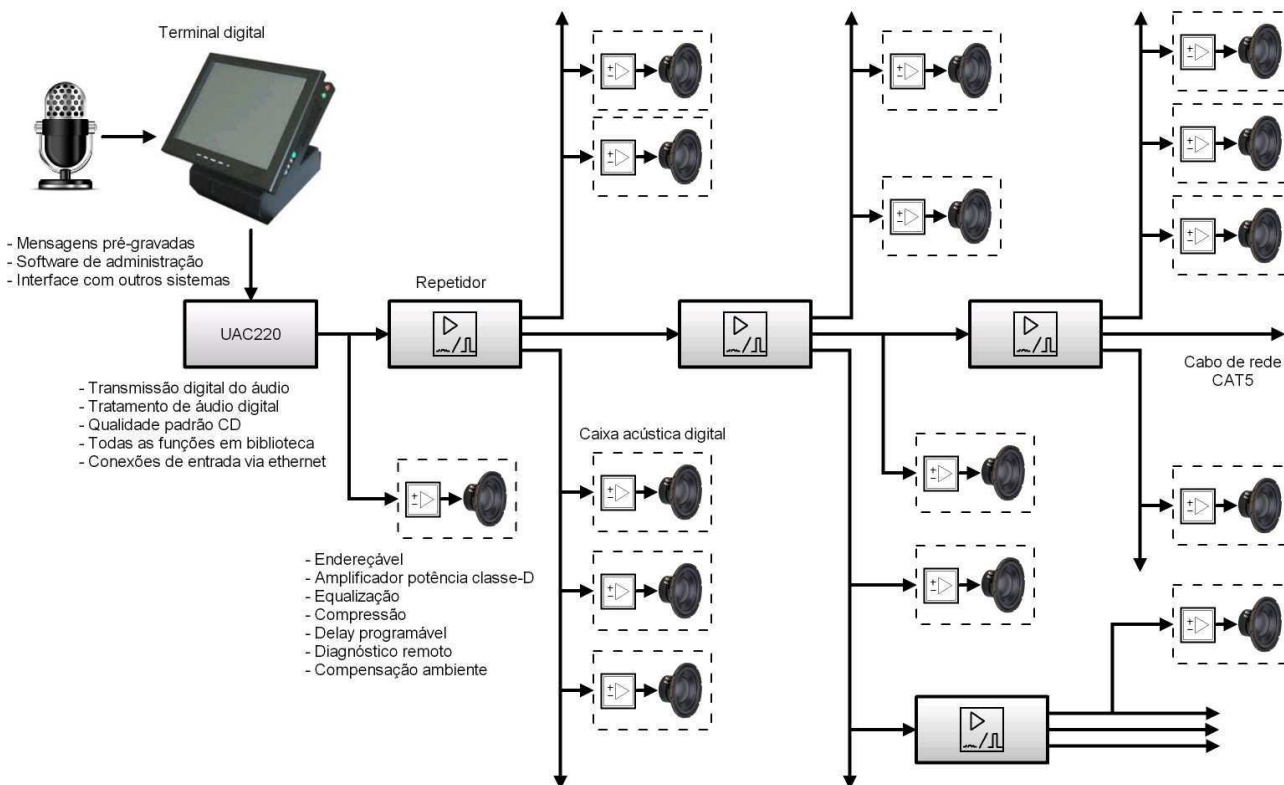 Terminal digital
- Mensagens pré-gravadas
- Software de administração
- Interface com outros sistemas
UAC220
Repetidor
Cabo de rede
CAT5
- Transmissão digital do áudio
- Tratamento de áudio digital
- Qualidade padrão CD
- Todas as funções em biblioteca
- Conexões de entrada via ethernet
Caixa acústica digital
- Endereçável
- Amplificador potência classe-D
- Equalização
- Compressão
- Delay programável
- Diagnóstico remoto
- Compensação ambiente